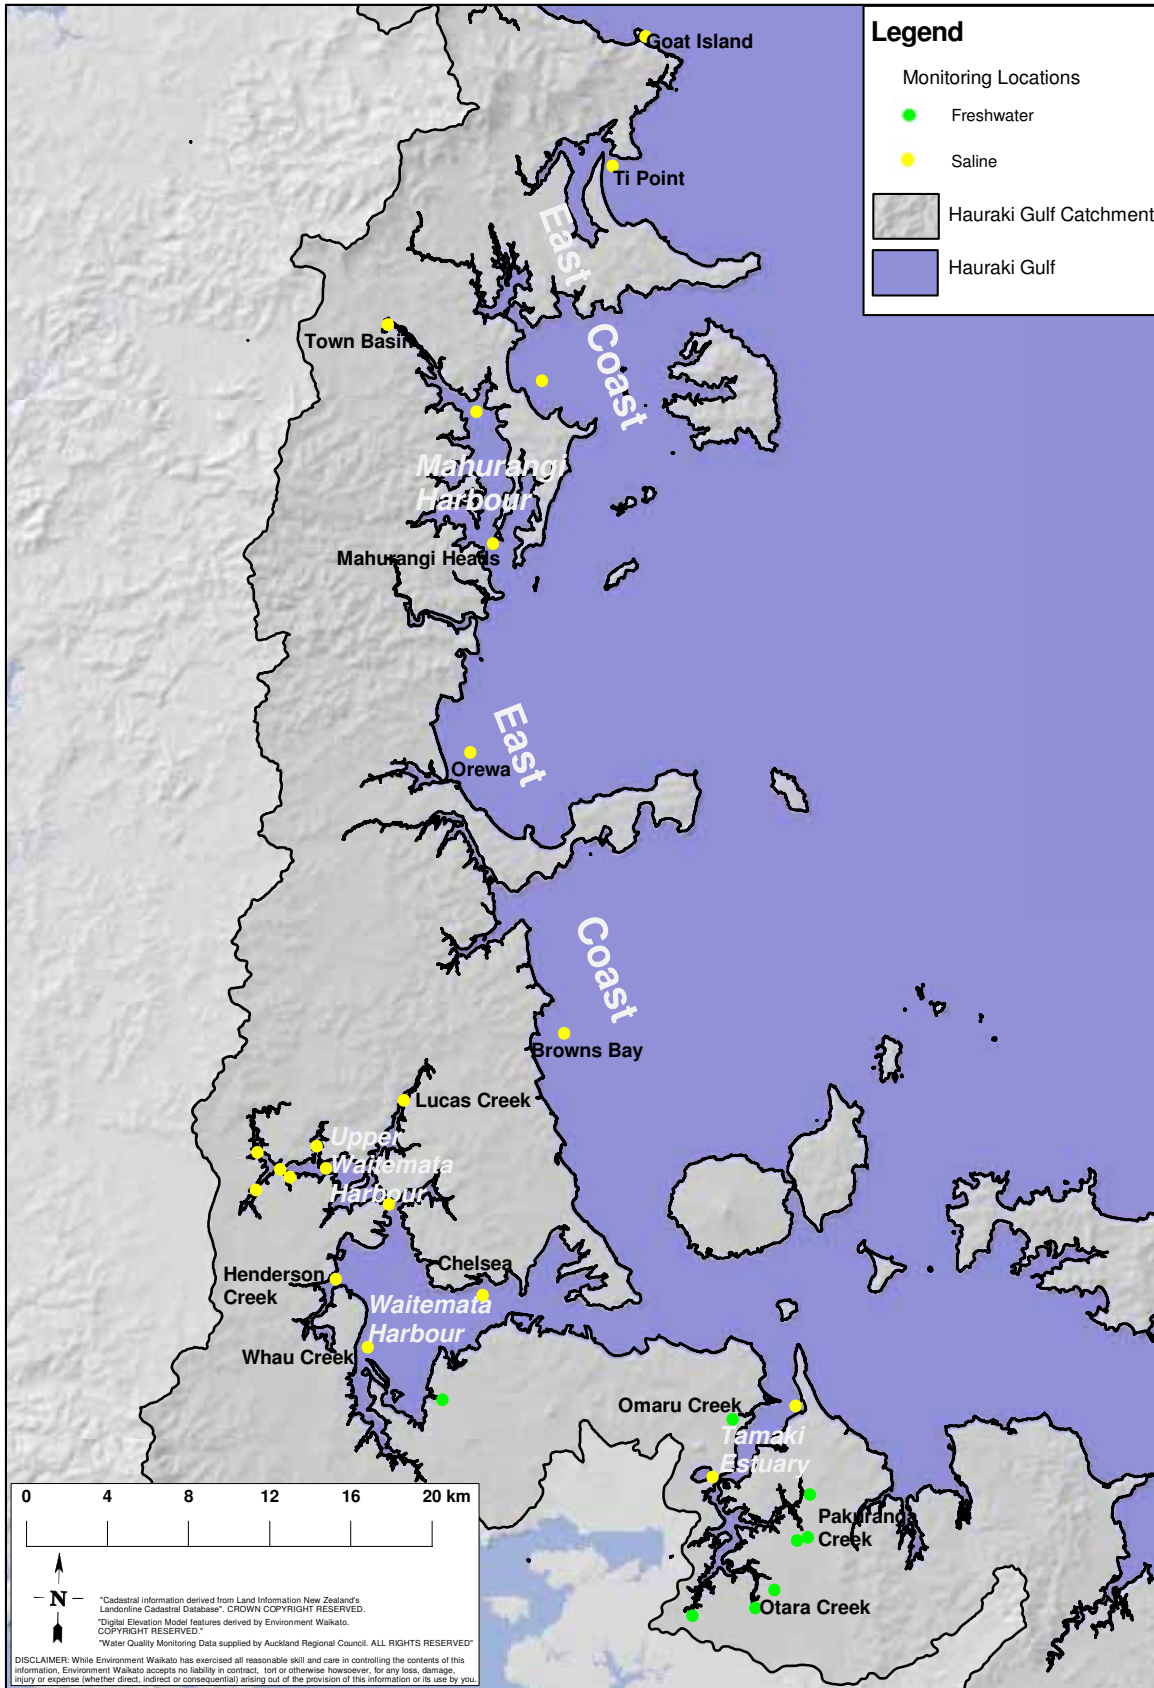 Legend
Monitoring Locations
Freshwater
Saline
Hauraki Gulf Catchment
Hauraki Gulf
Goat Island
Ti Point
East
Coast
Town Basin
Mahurangi
Harbour
Mahurangi Heads
East
Orewa
Coast
Browns Bay
Lucas Creek
Upper
Waitemata
Harbour
Henderson
Creek
Chelsea
Waitemata
Harbour
Whau Creek
Omaru Creek
Tamaki
Estuary
Pakuranga
Creek
Otara Creek
0 4 8 12 16 20 km
N
"Cadastral information derived from Land Information New Zealand's
Landonline Cadastral Database". CROWN COPYRIGHT RESERVED.
"Digital Elevation Model features derived by Environment Waikato.
COPYRIGHT RESERVED."
"Water Quality Monitoring Data supplied by Auckland Regional Council. ALL RIGHTS RESERVED"
DISCLAIMER: While Environment Waikato has exercised all reasonable skill and care in controlling the contents of this
information, Environment Waikato accepts no liability in contract, tort or otherwise howsoever, for any loss, damage,
injury or expense (whether direct, indirect or consequential) arising out of the provision of this information or its use by you.